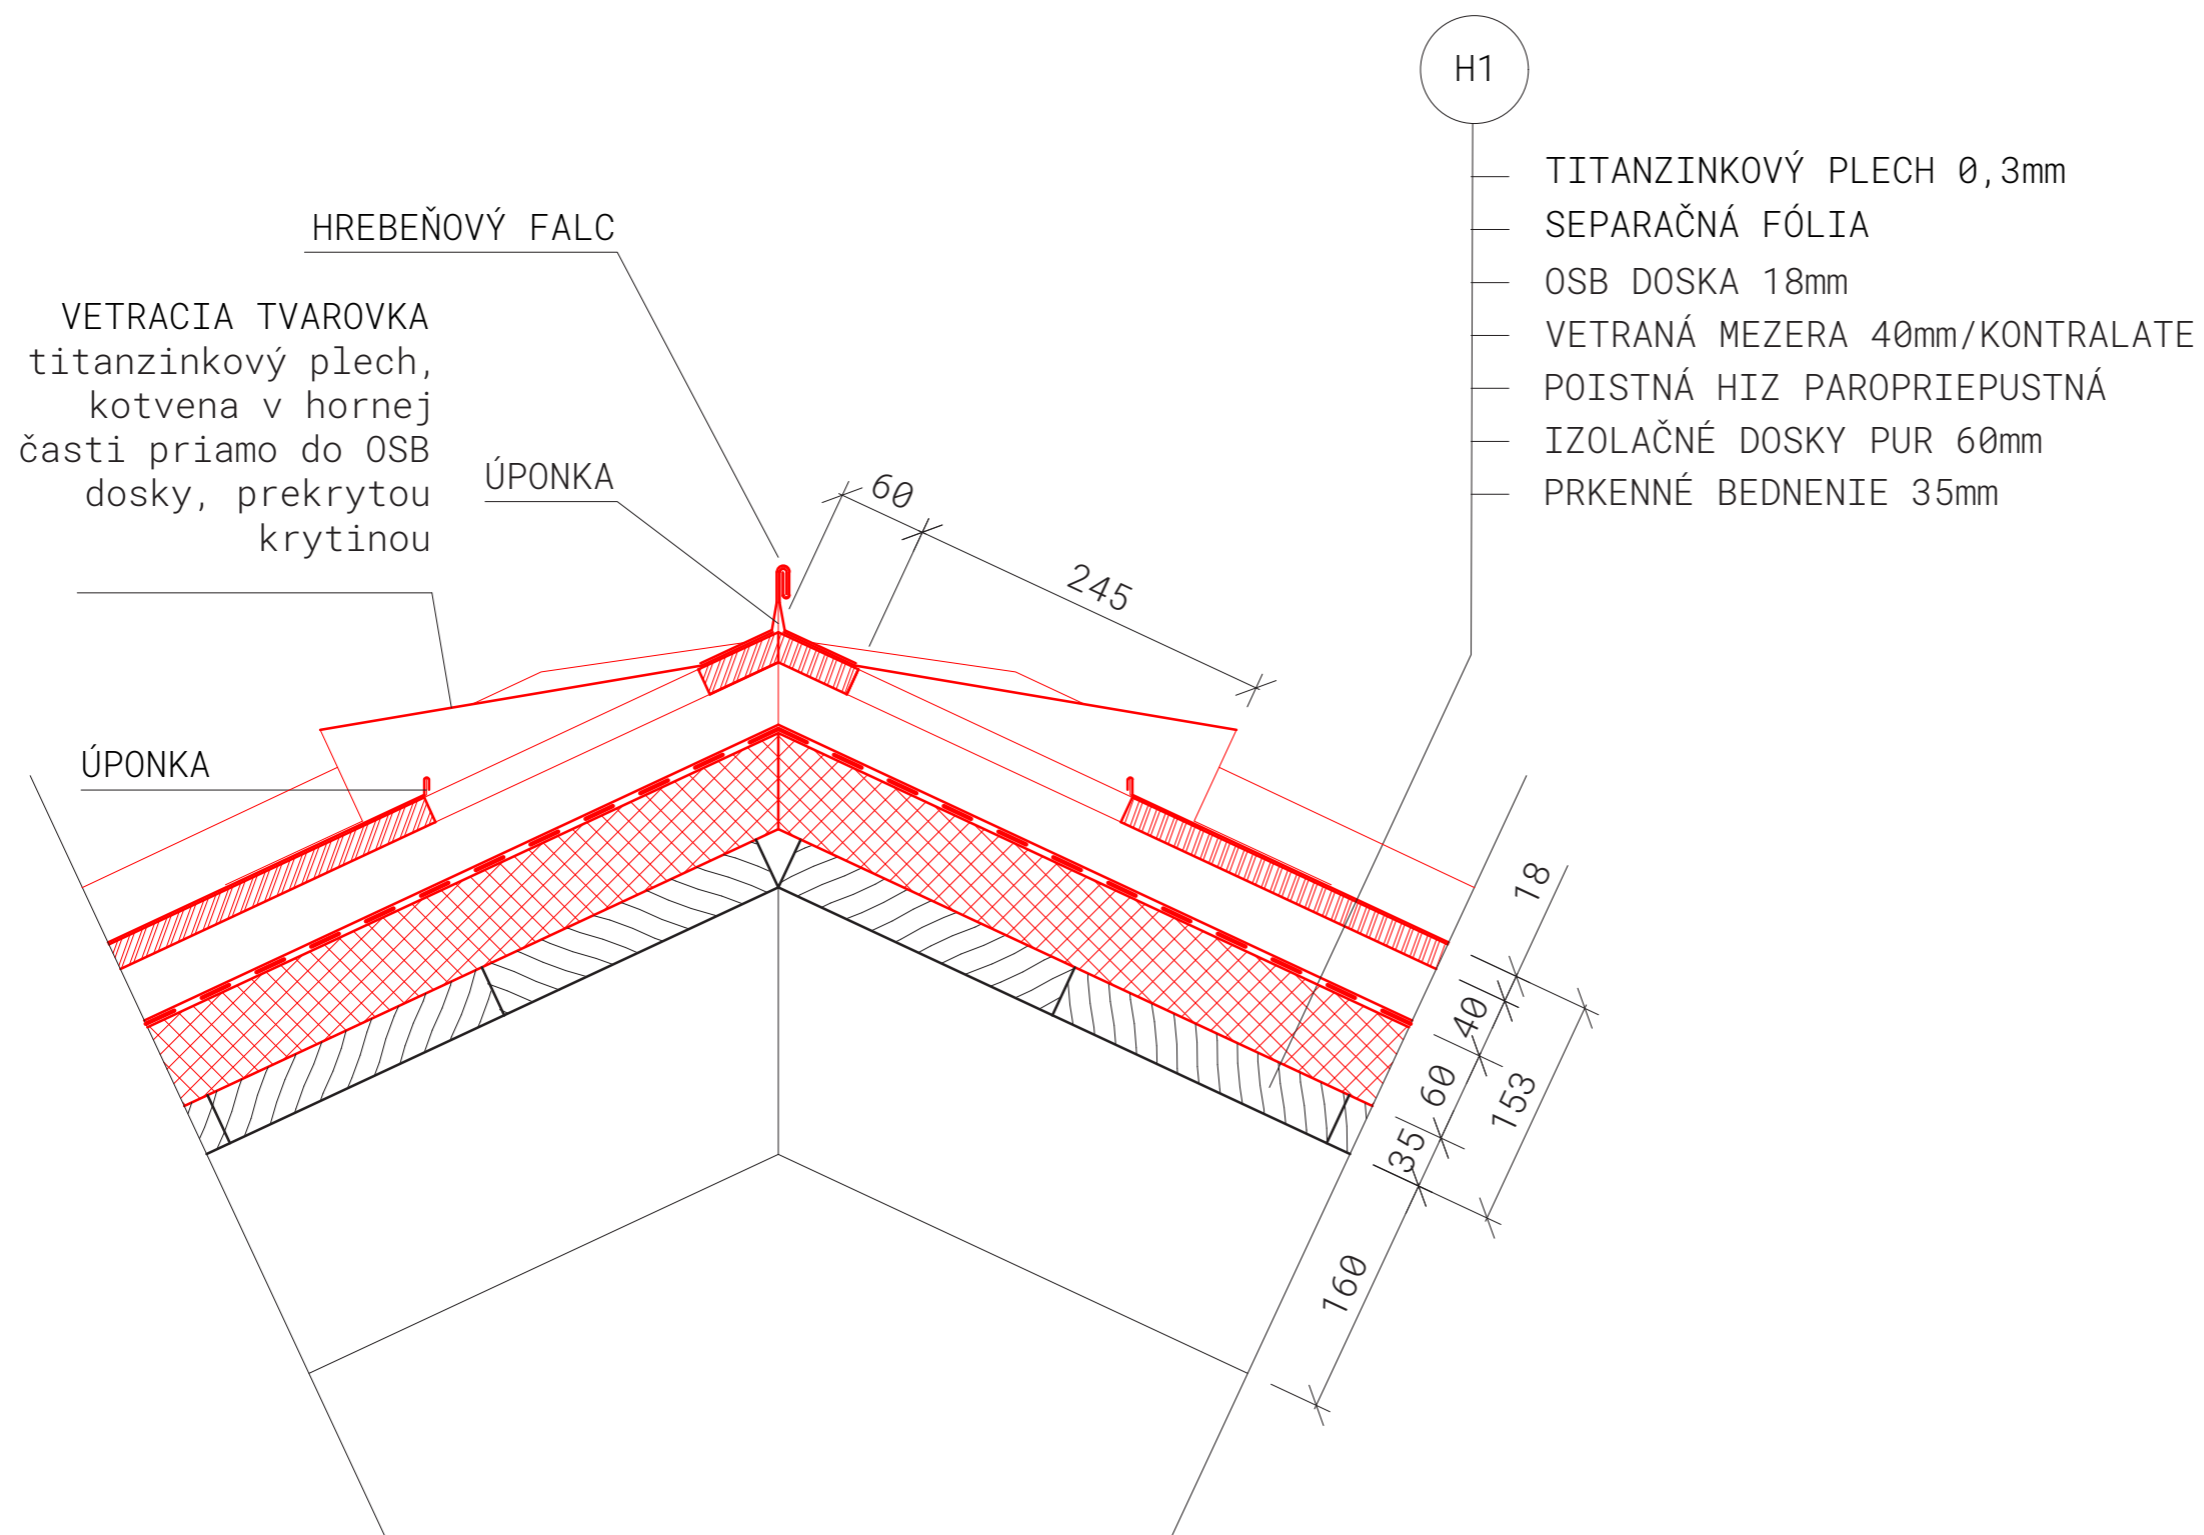 H1
TITANZINKOVÝ PLECH 0,3mm
SEPARAČNÁ FÓLIA
OSB DOSKA 18mm
VETRANÁ MEZERA 40mm/KONTRALATE
POISTNÁ HIZ PAROPRIEPUSTNÁ
IZOLAČNÉ DOSKY PUR 60mm
PRKENNÉ BEDNENIE 35mm
HREBEŇOVÝ FALC
VETRACIA TVAROVKA
titanzinkový plech,
kotvena v hornej
časti priamo do OSB
dosky, prekrytou
krytinou
ÚPONKA
60
245
ÚPONKA
18
40
60
153
35
160